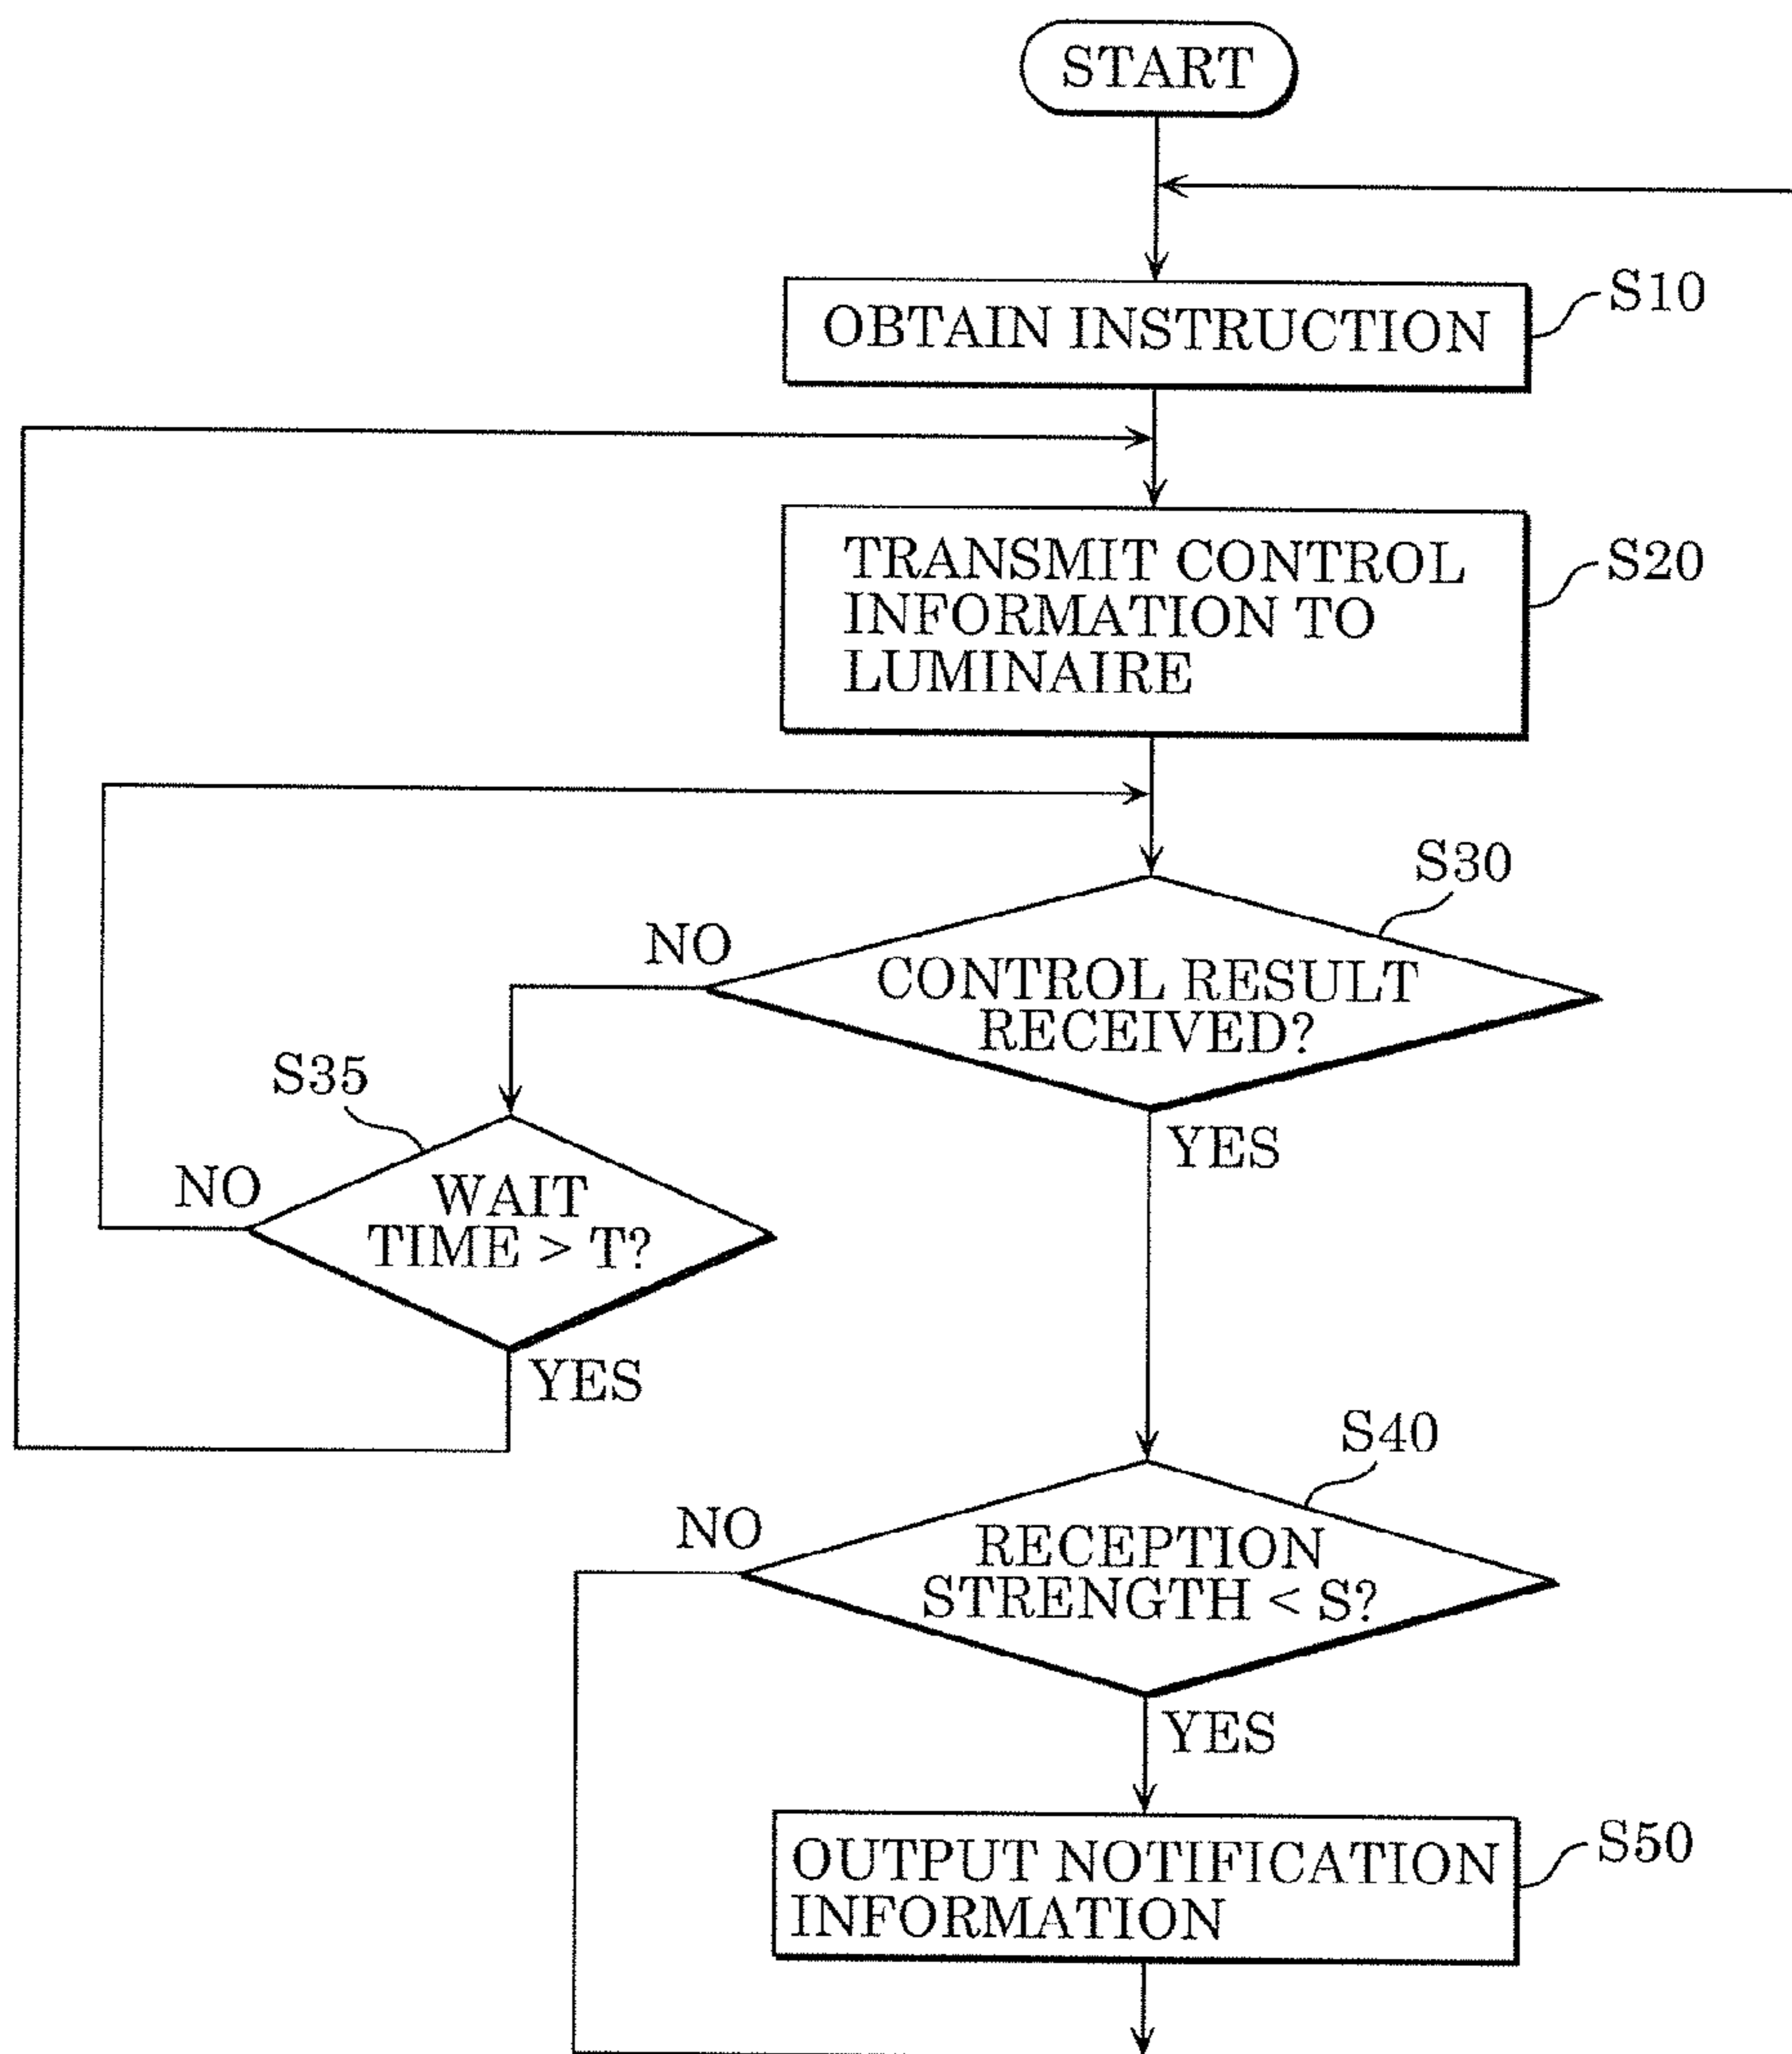 START
OBTAIN INSTRUCTION
S10
TRANSMIT CONTROL
INFORMATION TO
LUMINAIRE
S20
S30
NO
CONTROL RESULT
RECEIVED?
YES
S35
NO
WAIT
TIME > T?
YES
S40
NO
RECEPTION
STRENGTH < S?
YES
OUTPUT NOTIFICATION
INFORMATION
S50